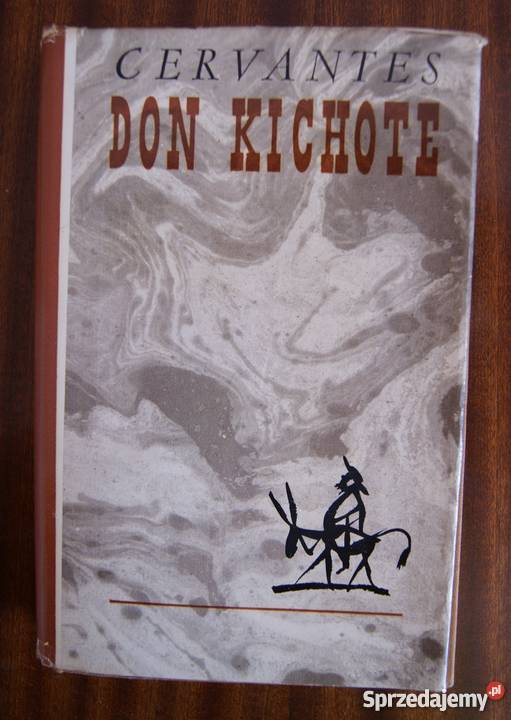 CERVANTES
DON KICHOTE
Sprzedajemy.pl